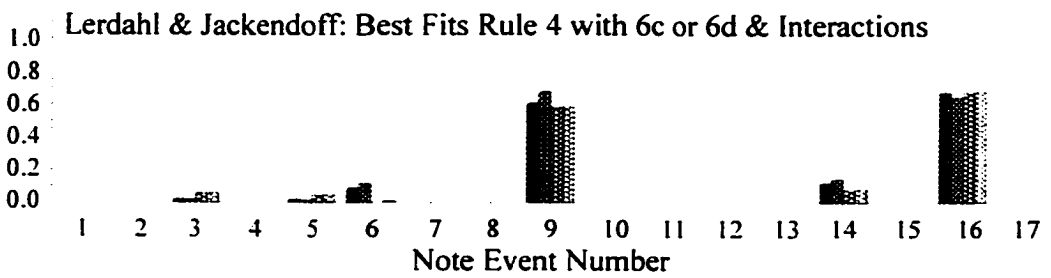 Lerdahl & Jackendoff: Best Fits Rule 4 with 6c or 6d & Interactions
1.0
0.8
0.6
0.4
0.2
0.0
1 2 3 4 5 6 7 8 9 10 11 12 13 14 15 16 17
Note Event Number